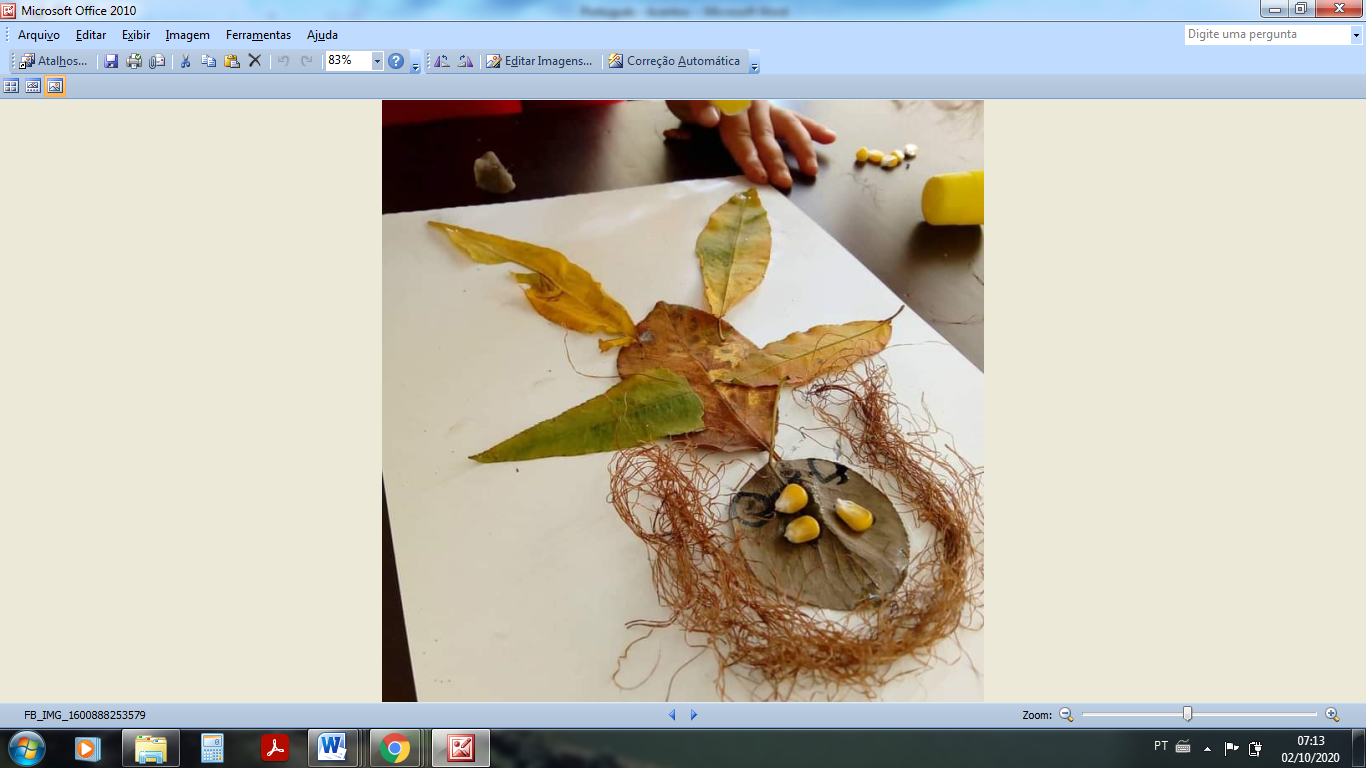 Microsoft Office 2010
Arquivo Editar Exibir Imagem Ferramentas Ajuda
Digite uma pergunta
Atalhos... 83% Editar Imagens... Correção Automática
FB_IMG_1600888253579
Zoom:
PT
07:13
02/10/2020